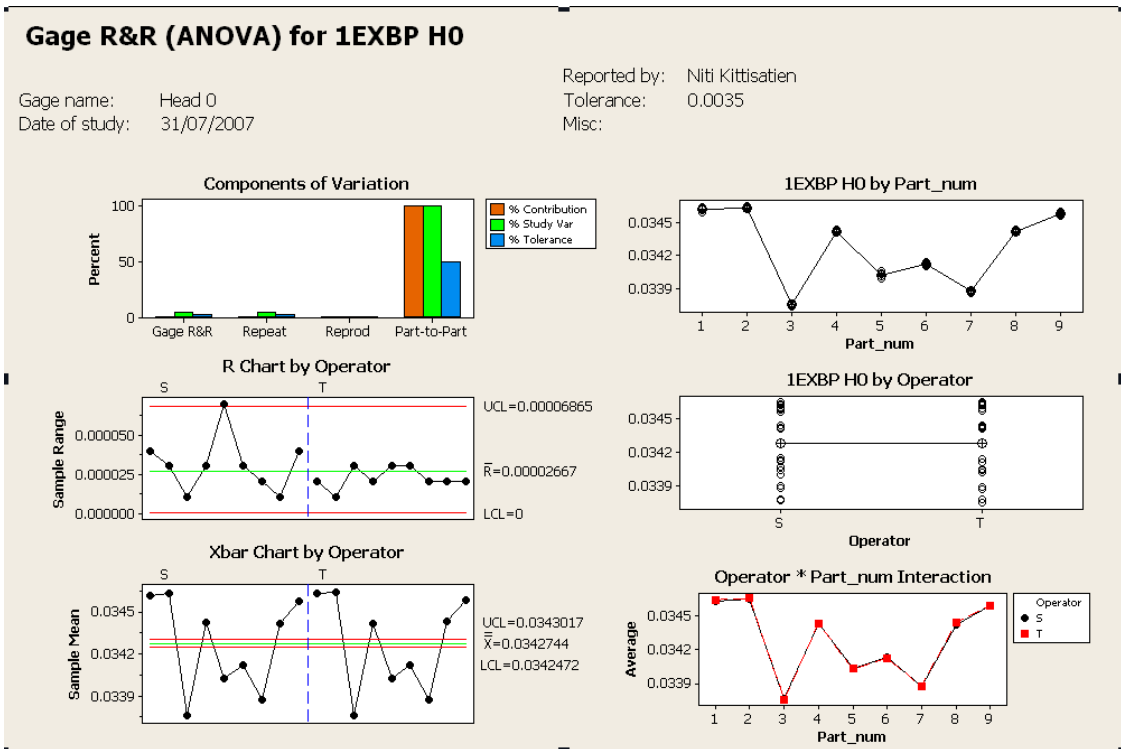 Gage R&R (ANOVA) for 1EXBP H0
Gage name: Head 0
Date of study: 31/07/2007
Reported by: Niti Kittisatien
Tolerance: 0.0035
Misc:
Components of Variation
Percent
100
50
0
Gage R&R Repeat Reprod Part-to-Part
% Contribution
% Study Var
% Tolerance
R Chart by Operator
S T
Sample Range
0.000050
0.000025
0.000000
UCL=0.00006865
R=0.00002667
LCL=0
Xbar Chart by Operator
S T
Sample Mean
0.0345
0.0342
0.0339
UCL=0.0343017
X=0.0342744
LCL=0.0342472
1EXBP H0 by Part_num
0.0345
0.0342
0.0339
1 2 3 4 5 6 7 8 9
Part_num
1EXBP H0 by Operator
0.0345
0.0342
0.0339
S T
Operator
Operator * Part_num Interaction
Average
0.0345
0.0342
0.0339
1 2 3 4 5 6 7 8 9
Part_num
Operator
S
T